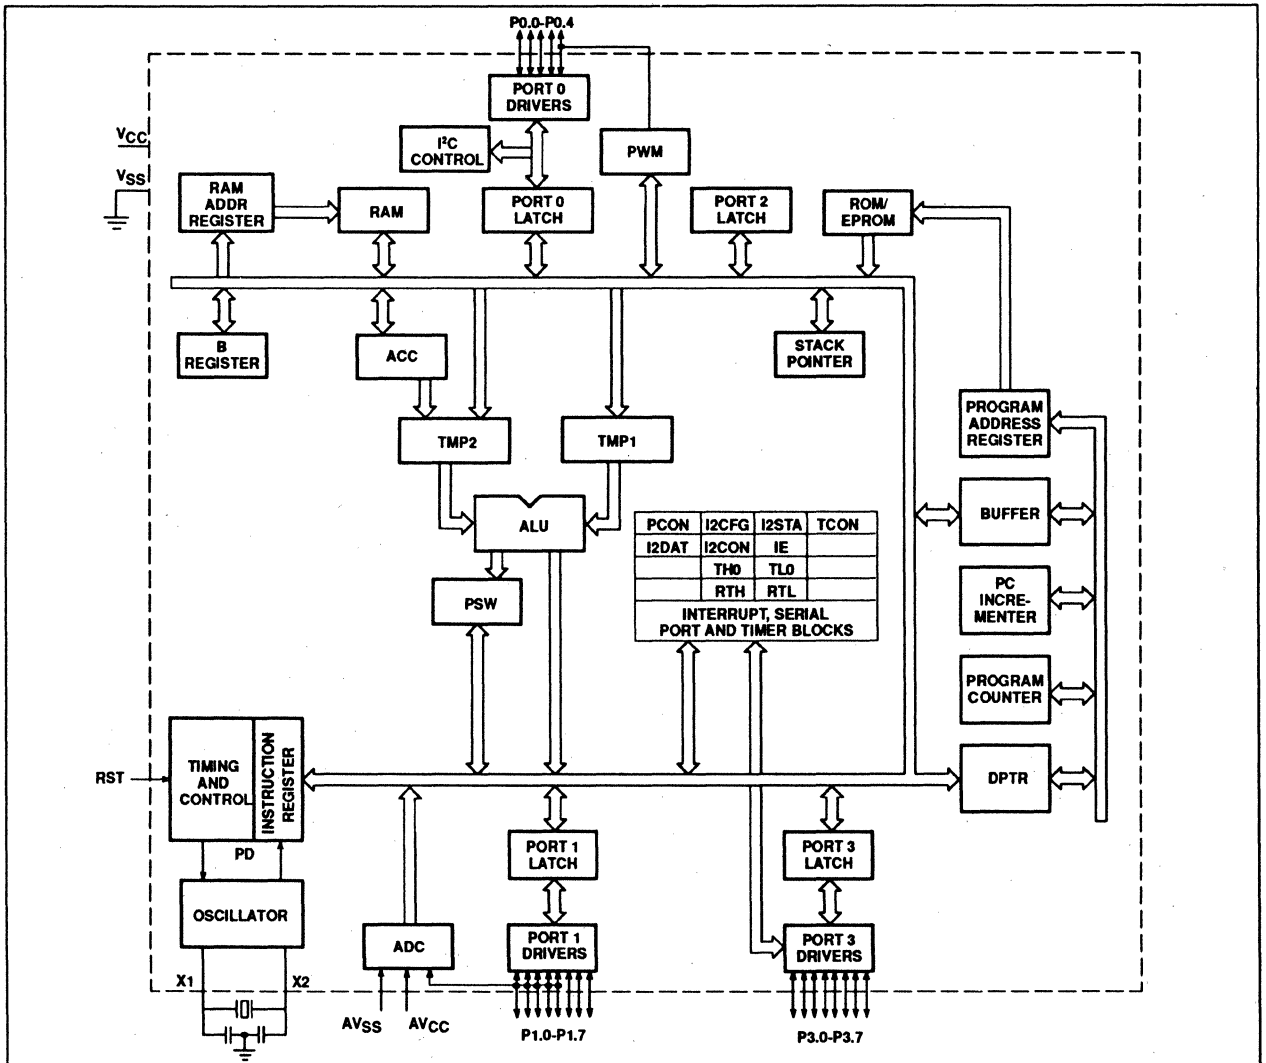 P0.0-P0.4
PORT 0
DRIVERS
I²C
CONTROL
PWM
VCC
VSS
RAM
ADDR
REGISTER
RAM
PORT 0
LATCH
PORT 2
LATCH
ROM/
EPROM
B
REGISTER
ACC
STACK
POINTER
TMP2
TMP1
PROGRAM
ADDRESS
REGISTER
ALU
PCON I2CFG I2STA TCON
I2DAT I2CON IE
TH0 TL0
RTH RTL
INTERRUPT, SERIAL
PORT AND TIMER BLOCKS
BUFFER
PSW
PC
INCRE-
MENTER
PROGRAM
COUNTER
RST
TIMING
AND
CONTROL
INSTRUCTION
REGISTER
DPTR
PD
PORT 1
LATCH
PORT 3
LATCH
OSCILLATOR
ADC
PORT 1
DRIVERS
PORT 3
DRIVERS
X1
X2
AVSS
AVCC
P1.0-P1.7
P3.0-P3.7